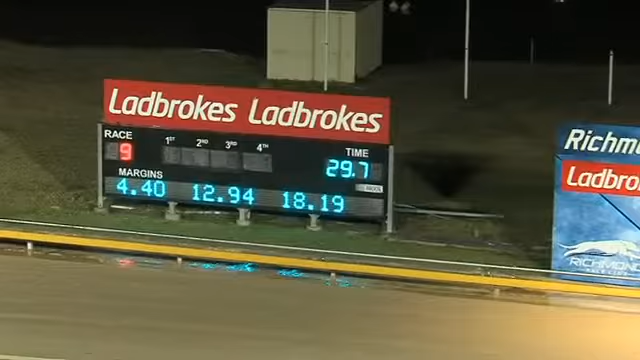 Ladbrokes Ladbrokes
RACE 1ST 2ND 3RD 4TH TIME
9 29.7
MARGINS
4.40 12.94 18.19
Richm
Ladbro
RICHMON